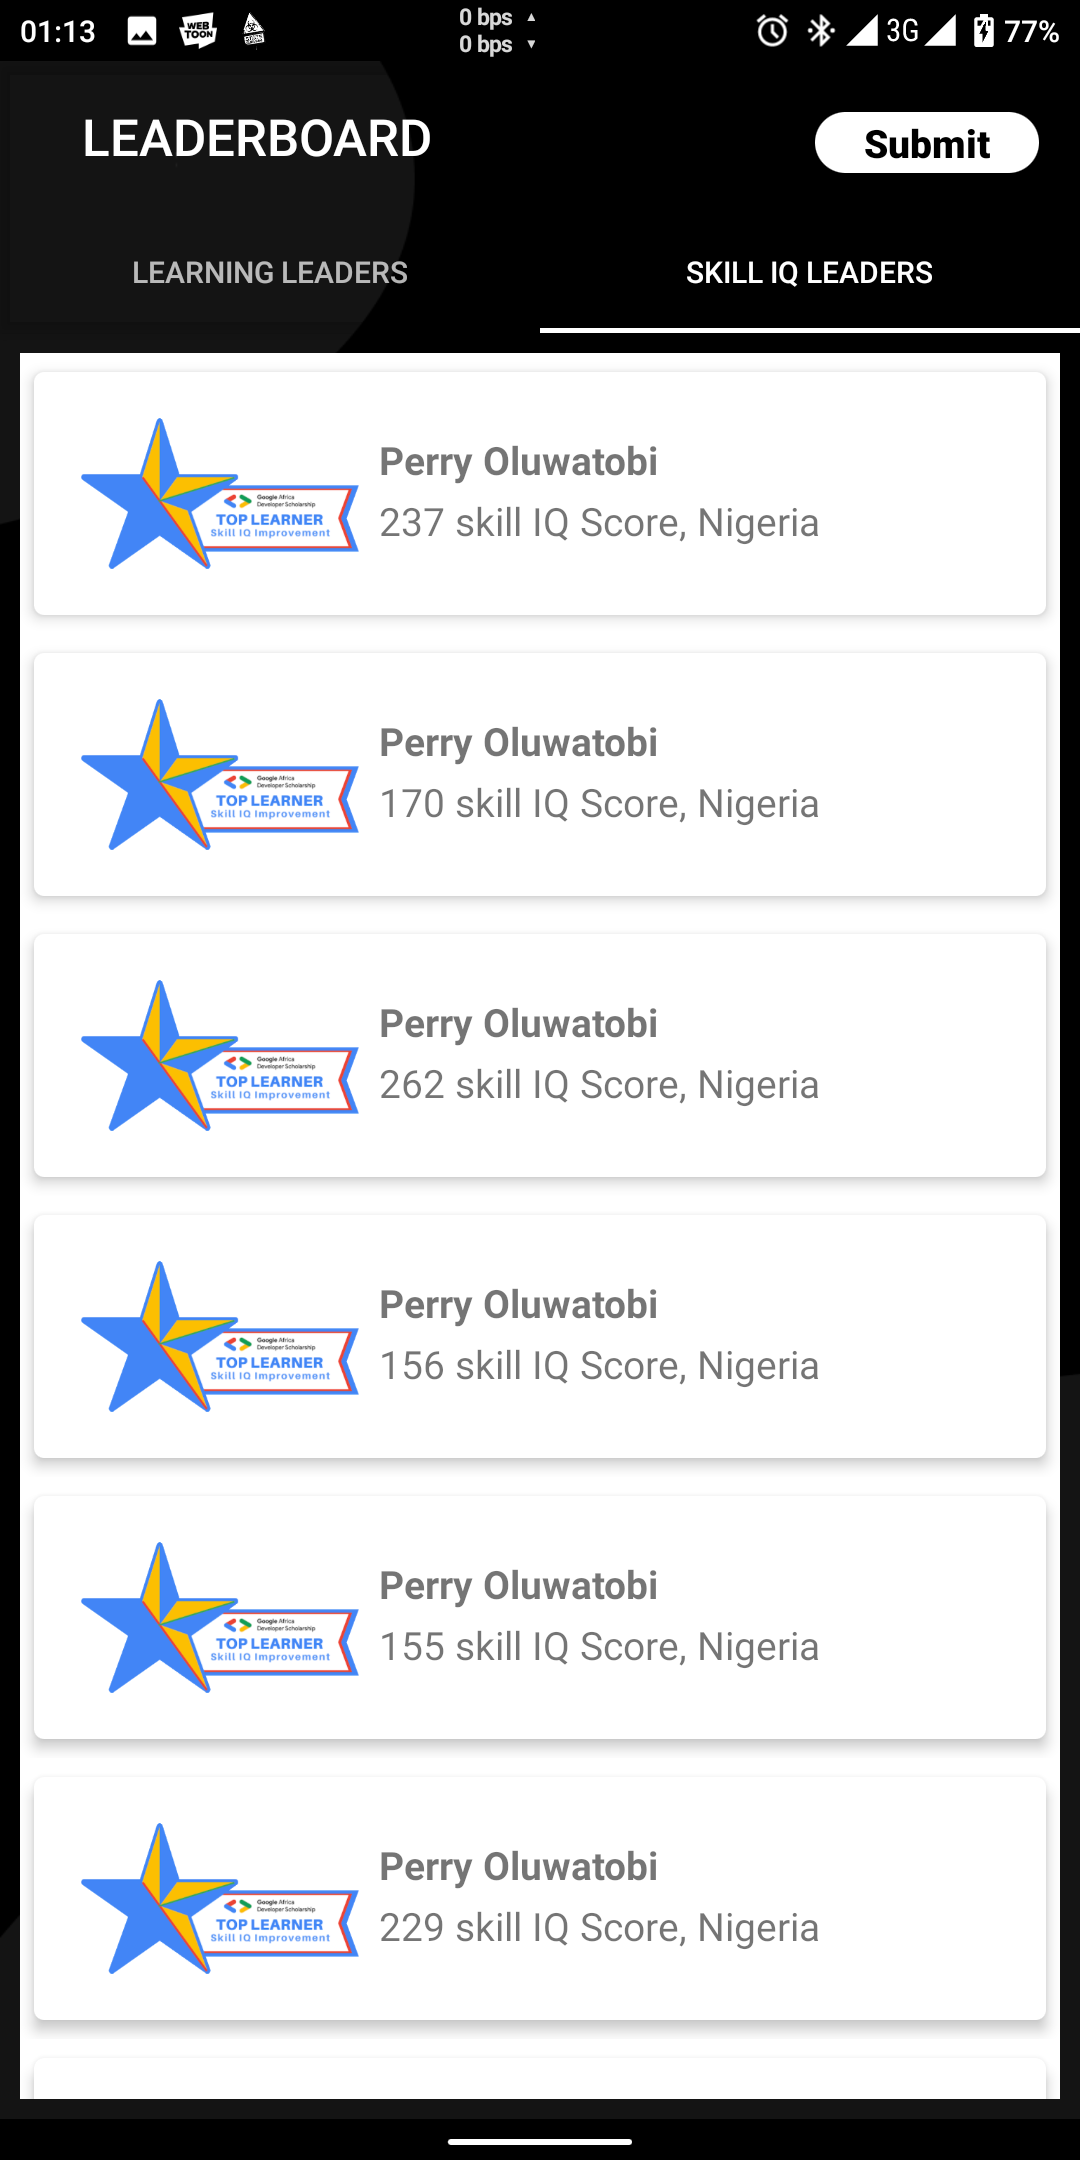 01:13
WEB
TOON
0 bps ▲
0 bps ▼
3G
77%
LEADERBOARD
Submit
LEARNING LEADERS
SKILL IQ LEADERS
Google Africa
Developer Scholarship
TOP LEARNER
Skill IQ Improvement
Perry Oluwatobi
237 skill IQ Score, Nigeria
Google Africa
Developer Scholarship
TOP LEARNER
Skill IQ Improvement
Perry Oluwatobi
170 skill IQ Score, Nigeria
Google Africa
Developer Scholarship
TOP LEARNER
Skill IQ Improvement
Perry Oluwatobi
262 skill IQ Score, Nigeria
Google Africa
Developer Scholarship
TOP LEARNER
Skill IQ Improvement
Perry Oluwatobi
156 skill IQ Score, Nigeria
Google Africa
Developer Scholarship
TOP LEARNER
Skill IQ Improvement
Perry Oluwatobi
155 skill IQ Score, Nigeria
Google Africa
Developer Scholarship
TOP LEARNER
Skill IQ Improvement
Perry Oluwatobi
229 skill IQ Score, Nigeria